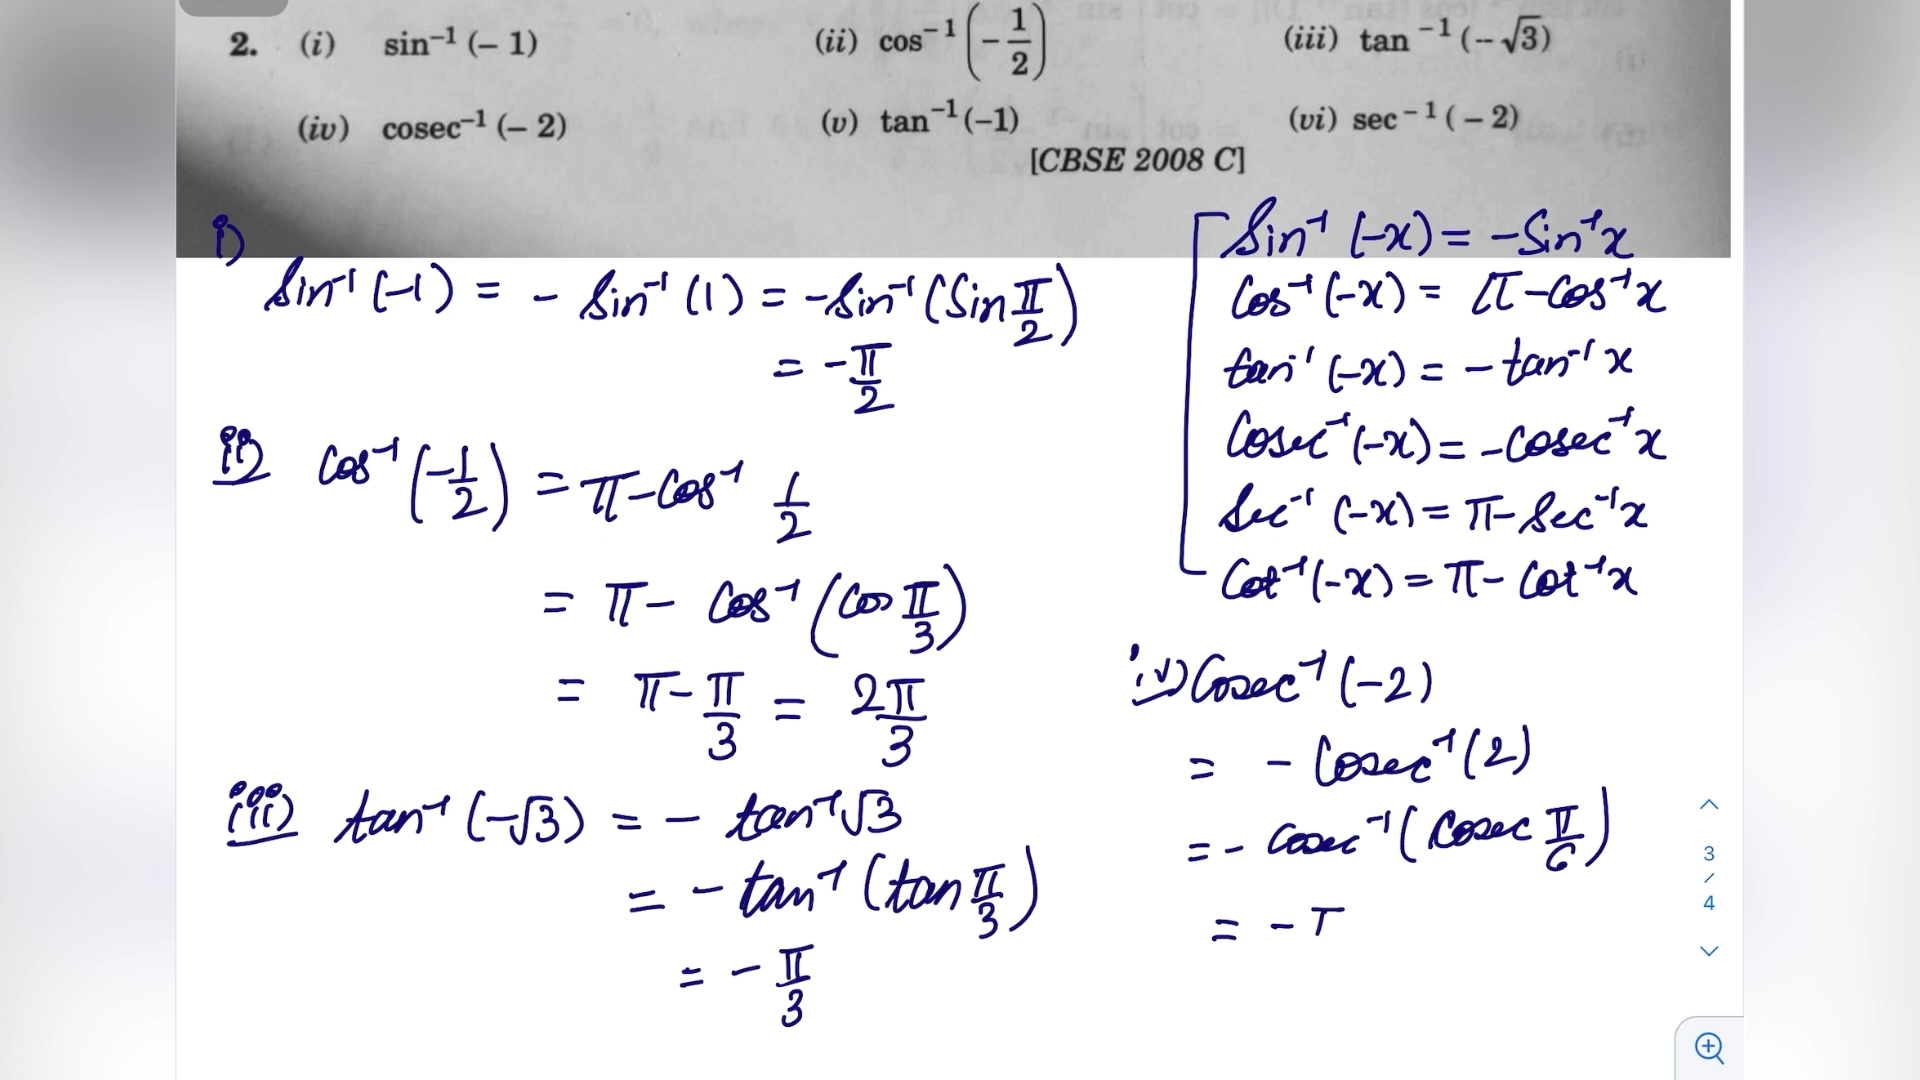 2. (i) sin⁻¹ (– 1) (ii) cos⁻¹ (–1/2) (iii) tan⁻¹ (–√3)
(iv) cosec⁻¹ (– 2) (v) tan⁻¹ (–1) (vi) sec⁻¹ (– 2)
[CBSE 2008 C]
i)
Sin⁻¹ (-1) = - Sin⁻¹ (1) = -Sin⁻¹ (Sin π/2)
= -π/2
ii) Cos⁻¹ (-1/2) = π - Cos⁻¹ 1/2
= π - Cos⁻¹ (Cos π/3)
= π - π/3 = 2π/3
iii) tan⁻¹ (-√3) = - tan⁻¹ √3
= - tan⁻¹ (tan π/3)
= - π/3
Sin⁻¹ (-x) = -Sin⁻¹x
Cos⁻¹ (-x) = π - Cos⁻¹x
tan⁻¹ (-x) = - tan⁻¹ x
Cosec⁻¹ (-x) = - Cosec⁻¹x
Sec⁻¹ (-x) = π - Sec⁻¹x
Cot⁻¹ (-x) = π - Cot⁻¹x
iv) Cosec⁻¹ (-2)
= - Cosec⁻¹ (2)
= - Cosec⁻¹ (Cosec π/6)
= -
3
/
4